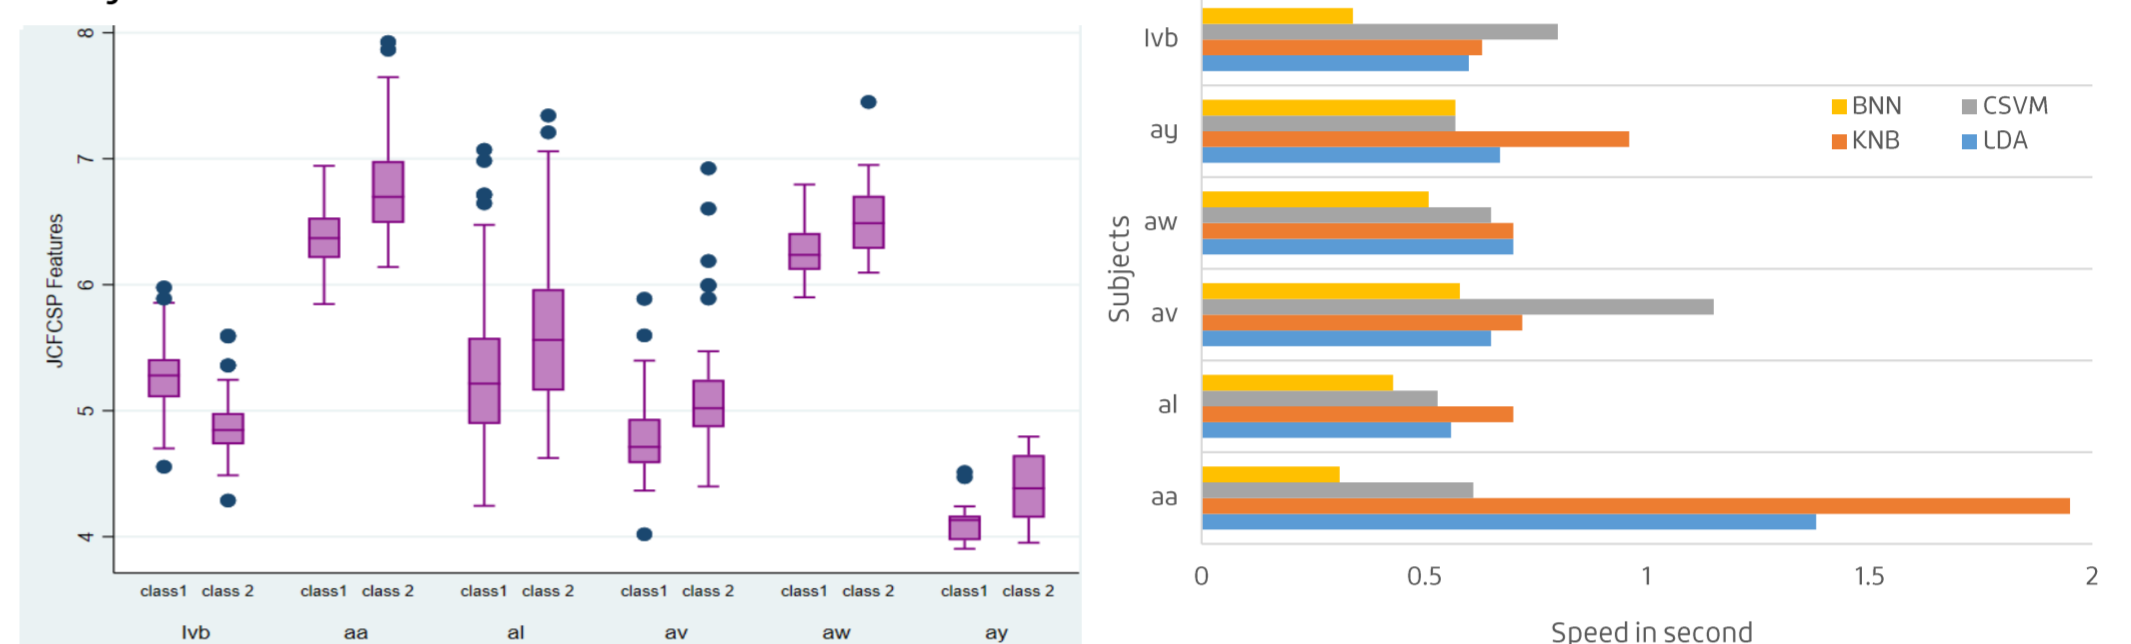 8
7
6
5
4
JCFCSP Features
class1 class 2 class1 class 2 class1 class 2 class1 class 2 class1 class 2 class1 class 2
lvb aa al av aw ay
Subjects
lvb
ay
aw
av
al
aa
BNN CSVM
KNB LDA
0 0.5 1 1.5 2
Speed in second